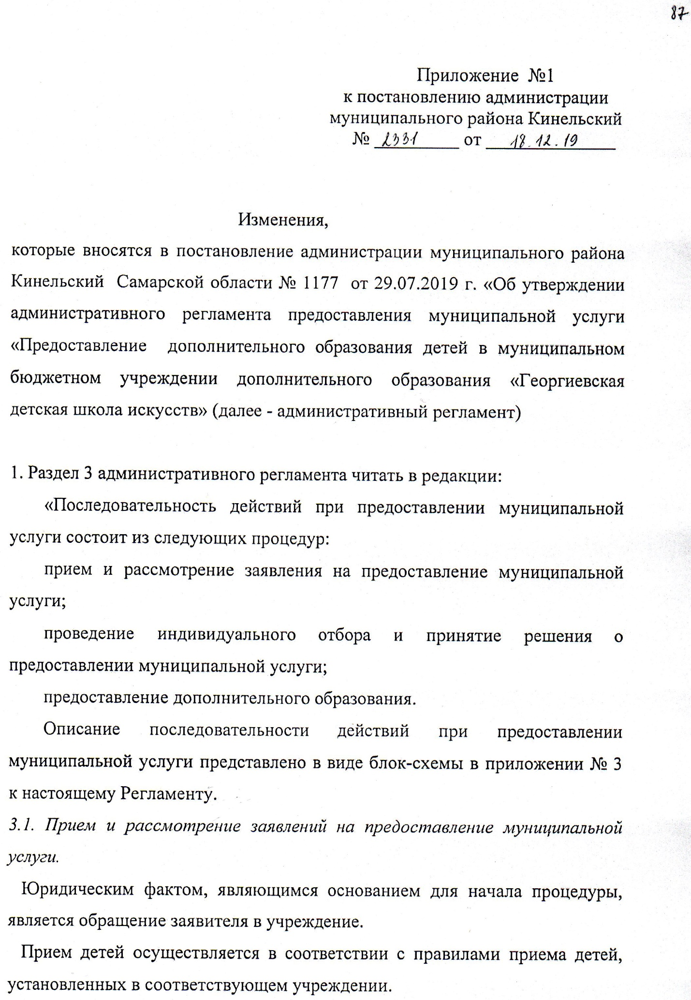 87
Приложение №1
к постановлению администрации
муниципального района Кинельский
№ 2331 от 18.12.19
Изменения,
которые вносятся в постановление администрации муниципального района
Кинельский Самарской области № 1177 от 29.07.2019 г. «Об утверждении
административного регламента предоставления муниципальной услуги
«Предоставление дополнительного образования детей в муниципальном
бюджетном учреждении дополнительного образования «Георгиевская
детская школа искусств» (далее - административный регламент)
1. Раздел 3 административного регламента читать в редакции:
«Последовательность действий при предоставлении муниципальной
услуги состоит из следующих процедур:
прием и рассмотрение заявления на предоставление муниципальной
услуги;
проведение индивидуального отбора и принятие решения о
предоставлении муниципальной услуги;
предоставление дополнительного образования.
Описание последовательности действий при предоставлении
муниципальной услуги представлено в виде блок-схемы в приложении № 3
к настоящему Регламенту.
3.1. Прием и рассмотрение заявлений на предоставление муниципальной
услуги.
Юридическим фактом, являющимся основанием для начала процедуры,
является обращение заявителя в учреждение.
Прием детей осуществляется в соответствии с правилами приема детей,
установленных в соответствующем учреждении.